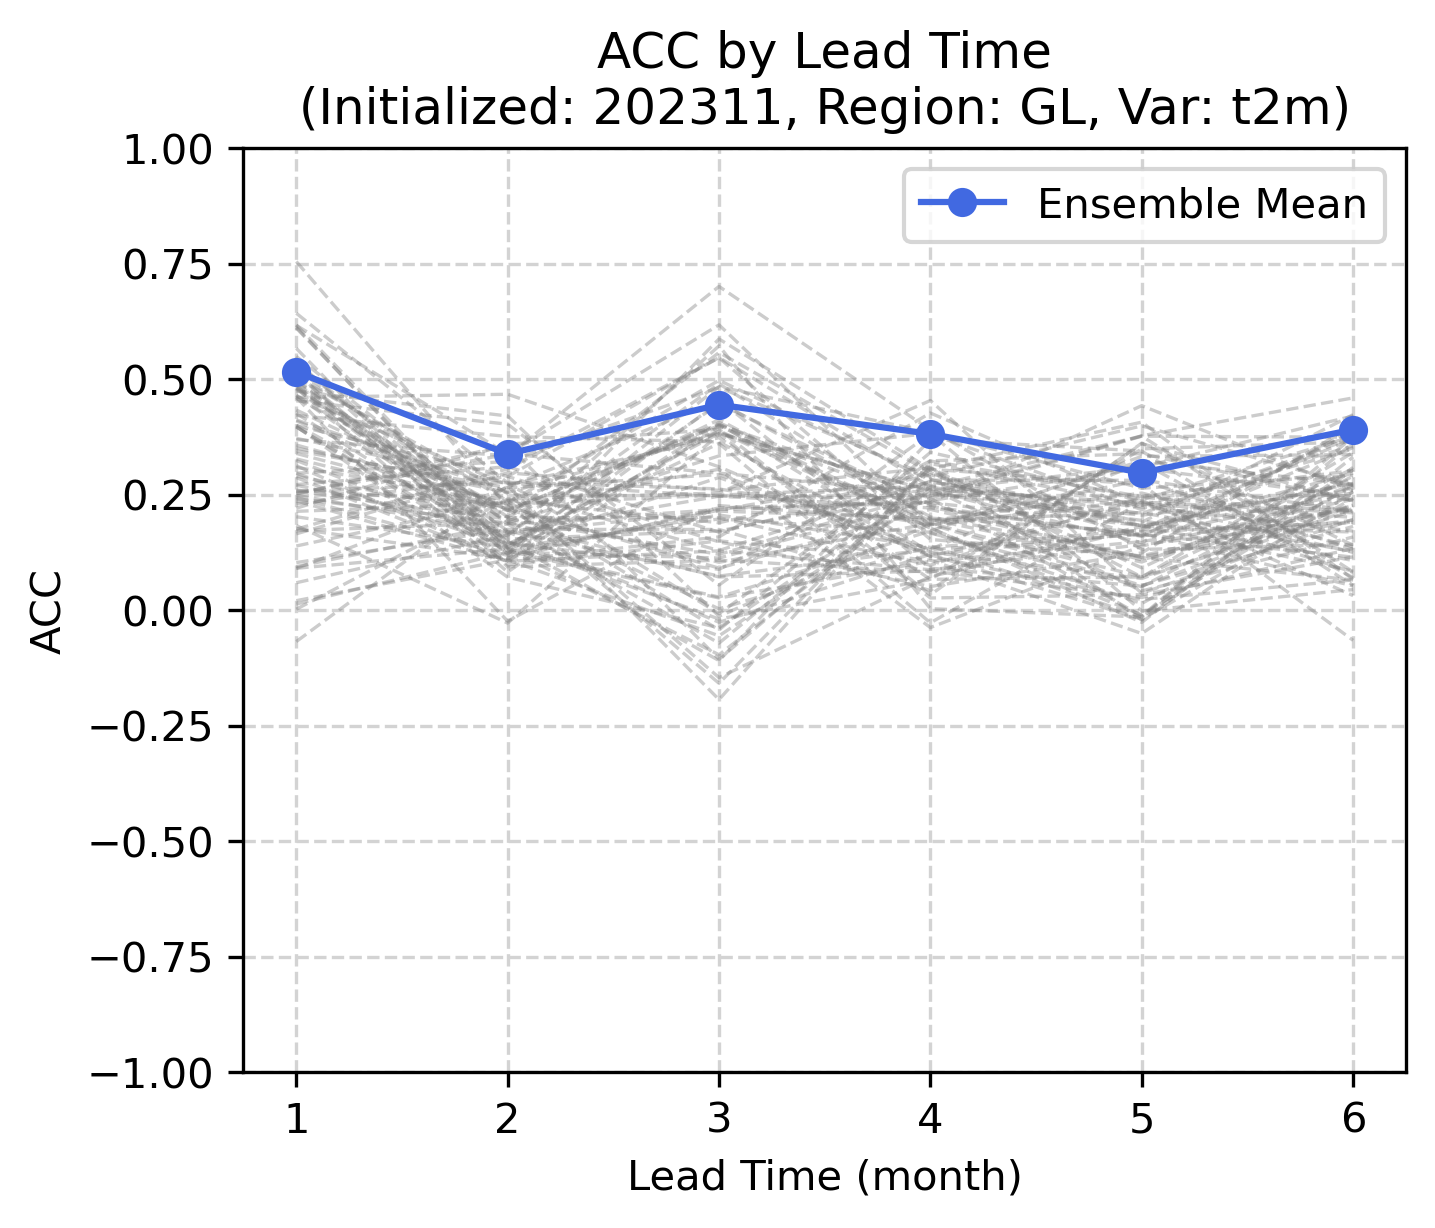 ACC by Lead Time
(Initialized: 202311, Region: GL, Var: t2m)
Ensemble Mean
ACC
1.00
0.75
0.50
0.25
0.00
−0.25
−0.50
−0.75
−1.00
1 2 3 4 5 6
Lead Time (month)